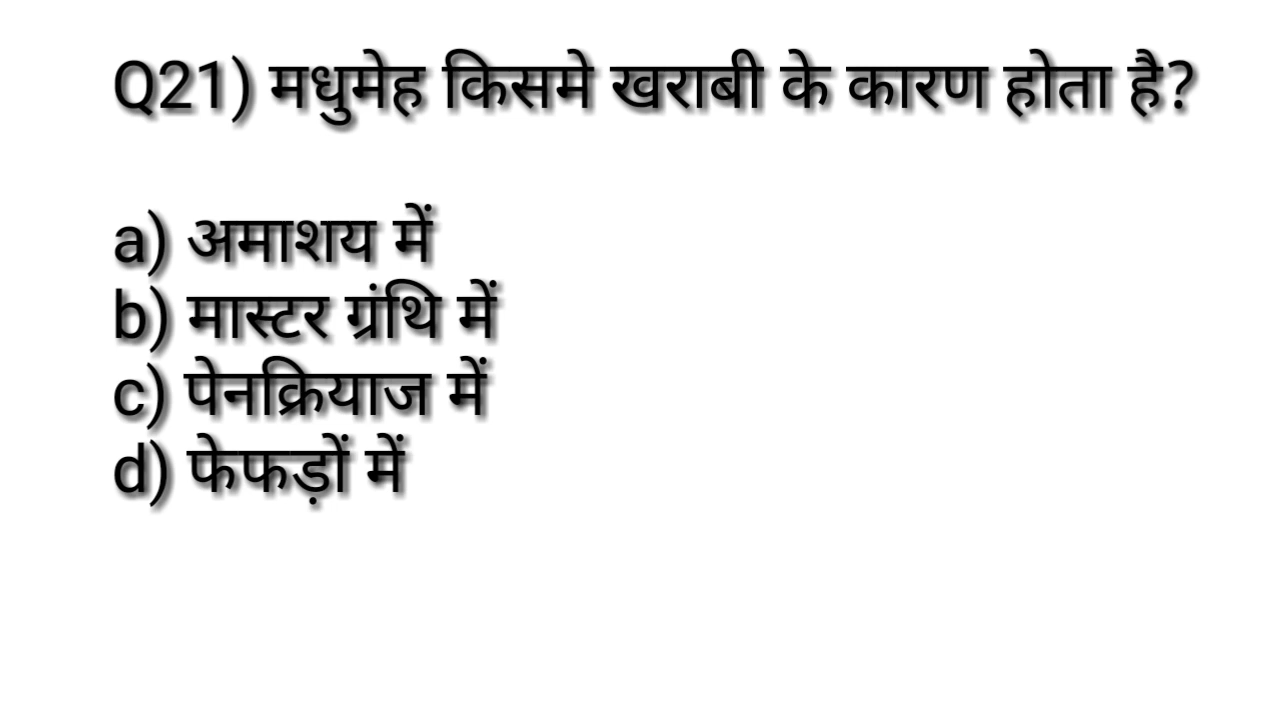 Q21) मधुमेह किसमे खराबी के कारण होता है?
a) अमाशय में
b) मास्टर ग्रंथि में
c) पेनक्रियाज में
d) फेफड़ों में